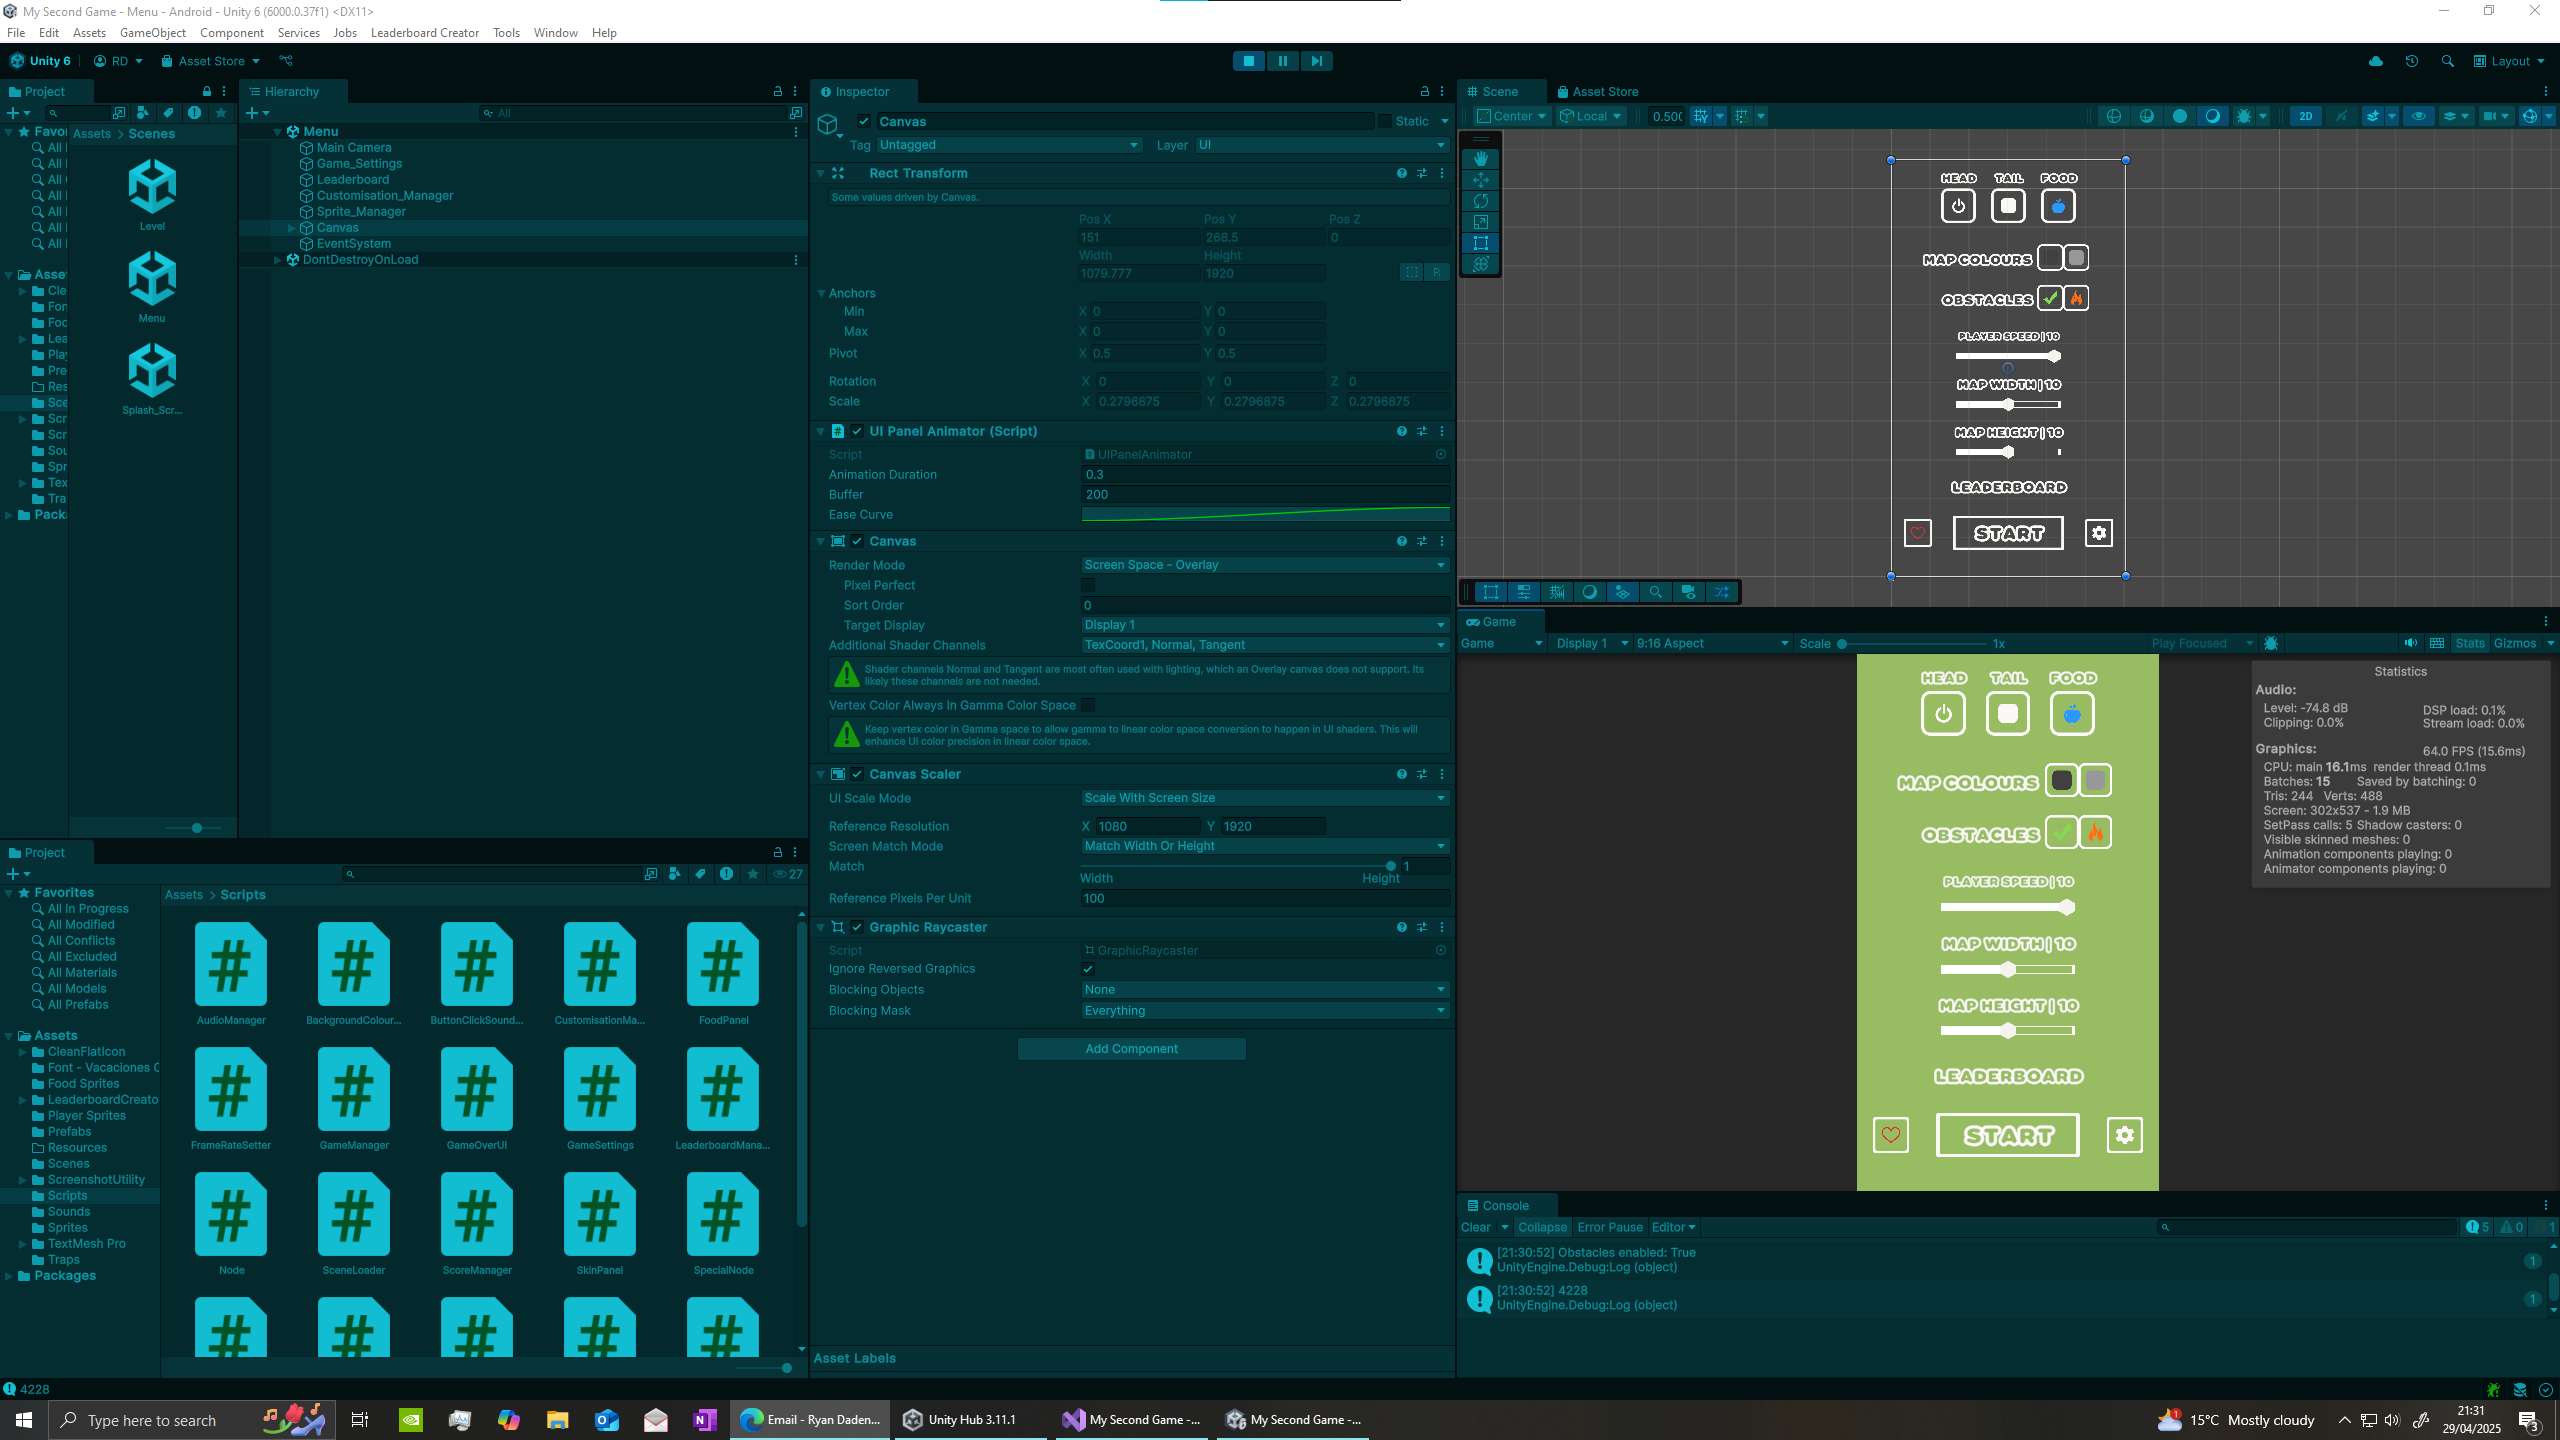 My Second Game - Menu - Android - Unity 6 (6000.0.37f1) <DX11>
File Edit Assets GameObject Component Services Jobs Leaderboard Creator Tools Window Help
Unity 6 RD Asset Store Layout
Project
Assets > Scenes
Favor
All
Asse
Cle
Fon
Foo
Lea
Play
Pre
Res
Sce
Scr
Scr
Sou
Spr
Tex
Tra
Packa
Level
Menu
Splash_Scr...
Hierarchy
All
Menu
Main Camera
Game_Settings
Leaderboard
Customisation_Manager
Sprite_Manager
Canvas
EventSystem
DontDestroyOnLoad
Inspector
Canvas Static
Tag Untagged Layer UI
Rect Transform
Some values driven by Canvas.
Pos X Pos Y Pos Z
151 268.5 0
Width Height
1079.777 1920 R
Anchors
Min X 0 Y 0
Max X 0 Y 0
Pivot X 0.5 Y 0.5
Rotation X 0 Y 0 Z 0
Scale X 0.2796875 Y 0.2796875 Z 0.2796875
UI Panel Animator (Script)
Script UIPanelAnimator
Animation Duration 0.3
Buffer 200
Ease Curve
Canvas
Render Mode Screen Space - Overlay
Pixel Perfect
Sort Order 0
Target Display Display 1
Additional Shader Channels TexCoord1, Normal, Tangent
Shader channels Normal and Tangent are most often used with lighting, which an Overlay canvas does not support. Its
likely these channels are not needed.
Vertex Color Always In Gamma Color Space
Keep vertex color in Gamma space to allow gamma to linear color space conversion to happen in UI shaders. This will
enhance UI color precision in linear color space.
Canvas Scaler
UI Scale Mode Scale With Screen Size
Reference Resolution X 1080 Y 1920
Screen Match Mode Match Width Or Height
Match 1
Width Height
Reference Pixels Per Unit 100
Graphic Raycaster
Script GraphicRaycaster
Ignore Reversed Graphics
Blocking Objects None
Blocking Mask Everything
Add Component
Asset Labels
Scene Asset Store
Center Local 0.500 2D
HEAD TAIL FOOD
MAP COLOURS
OBSTACLES
PLAYER SPEED | 10
MAP WIDTH | 10
MAP HEIGHT | 10
LEADERBOARD
START
Game
Game Display 1 9:16 Aspect Scale 1x Play Focused Stats Gizmos
HEAD TAIL FOOD
MAP COLOURS
OBSTACLES
PLAYER SPEED | 10
MAP WIDTH | 10
MAP HEIGHT | 10
LEADERBOARD
START
Statistics
Audio:
Level: -74.8 dB DSP load: 0.1%
Clipping: 0.0% Stream load: 0.0%
Graphics: 64.0 FPS (15.6ms)
CPU: main 16.1ms render thread 0.1ms
Batches: 15 Saved by batching: 0
Tris: 244 Verts: 488
Screen: 302x537 - 1.9 MB
SetPass calls: 5 Shadow casters: 0
Visible skinned meshes: 0
Animation components playing: 0
Animator components playing: 0
Project
27
Favorites
All In Progress
All Modified
All Conflicts
All Excluded
All Materials
All Models
All Prefabs
Assets
CleanFlatIcon
Font - Vacaciones C
Food Sprites
LeaderboardCreato
Player Sprites
Prefabs
Resources
Scenes
ScreenshotUtility
Scripts
Sounds
Sprites
TextMesh Pro
Traps
Packages
Assets > Scripts
AudioManager BackgroundColour... ButtonClickSound... CustomisationMa... FoodPanel
FrameRateSetter GameManager GameOverUI GameSettings LeaderboardMana...
Node SceneLoader ScoreManager SkinPanel SpecialNode
Console
Clear Collapse Error Pause Editor 5 0 1
[21:30:52] Obstacles enabled: True
UnityEngine.Debug:Log (object)
1
[21:30:52] 4228
UnityEngine.Debug:Log (object)
1
4228
Type here to search
Email - Ryan Daden...
Unity Hub 3.11.1
My Second Game -...
My Second Game -...
15°C Mostly cloudy
21:31
29/04/2025
3